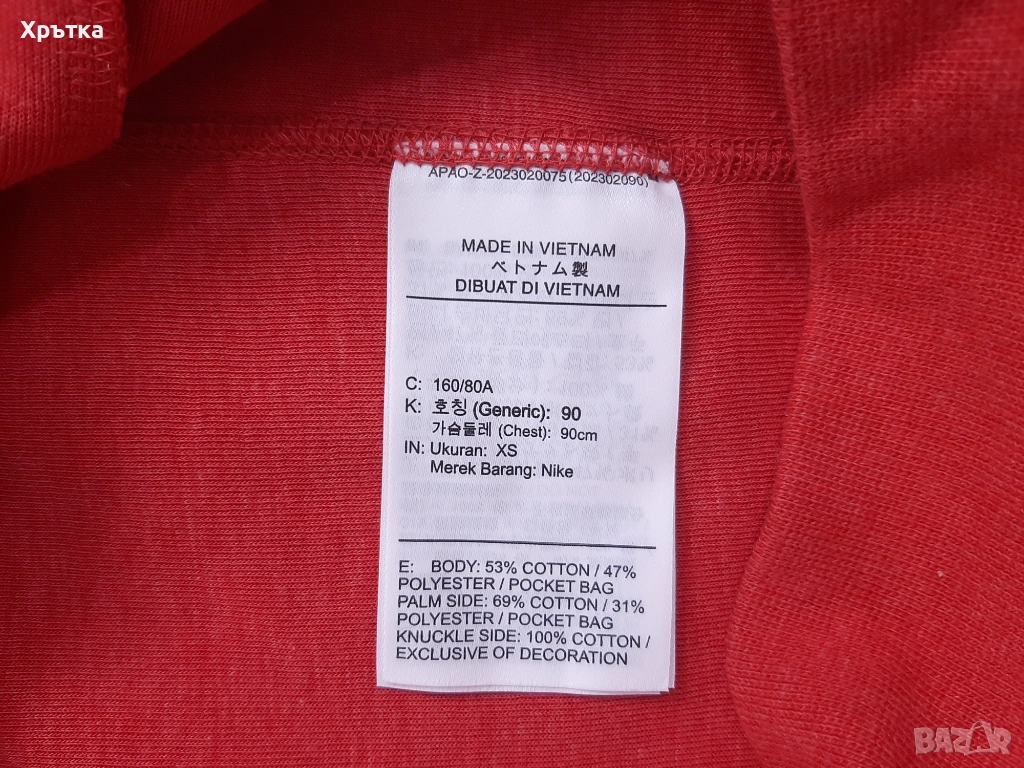 Хрътка
APAO-Z-2023020075(202302090)
MADE IN VIETNAM
ベトナム製
DIBUAT DI VIETNAM
C: 160/80A
K: 호칭 (Generic): 90
가슴둘레 (Chest): 90cm
IN: Ukuran: XS
Merek Barang: Nike
E: BODY: 53% COTTON / 47%
POLYESTER / POCKET BAG
PALM SIDE: 69% COTTON / 31%
POLYESTER / POCKET BAG
KNUCKLE SIDE: 100% COTTON /
EXCLUSIVE OF DECORATION
BAZAR